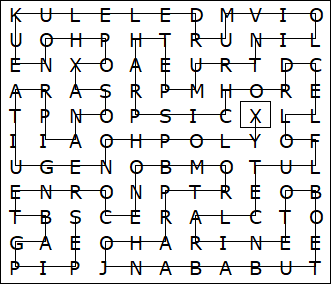 K U L E L E D M V I O
U O H P H T R U N I L
E N X O A E U R T D C
A R A S R P M H O R E
T P N O P S I C X L L
I I A O H P O L Y O F
U G E N O B M O T U L
E N R O N P T R E O B
T B S C E R A L C T O
G A E O H A R I N E E
P I P J N A B A B U T